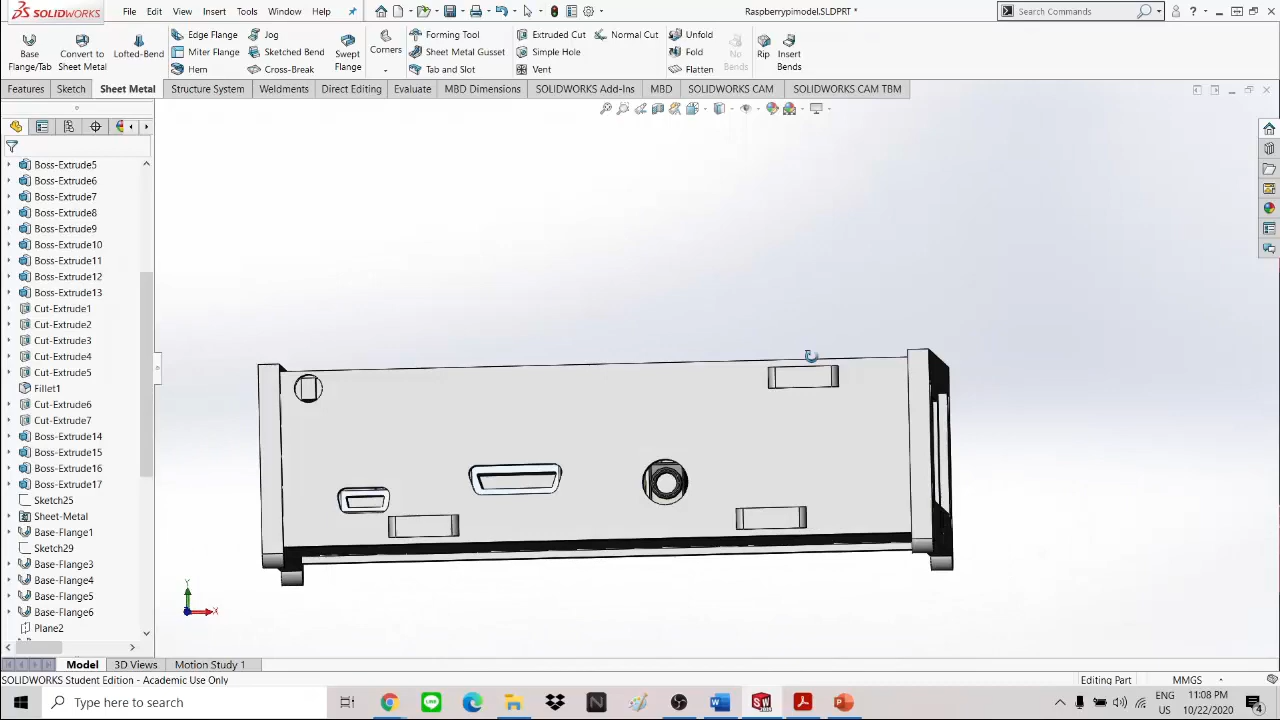 SOLIDWORKS File Edit View Insert Tools Window Help Raspberrypimodel.SLDPRT * Search Commands
Base Flange/Tab
Convert to Sheet Metal
Lofted-Bend
Edge Flange
Miter Flange
Hem
Jog
Sketched Bend
Cross-Break
Swept Flange
Corners
Forming Tool
Sheet Metal Gusset
Tab and Slot
Extruded Cut
Simple Hole
Vent
Normal Cut
Unfold
Fold
Flatten
No Bends
Rip
Insert Bends
Features Sketch Sheet Metal Structure System Weldments Direct Editing Evaluate MBD Dimensions SOLIDWORKS Add-Ins MBD SOLIDWORKS CAM SOLIDWORKS CAM TBM
Boss-Extrude5
Boss-Extrude6
Boss-Extrude7
Boss-Extrude8
Boss-Extrude9
Boss-Extrude10
Boss-Extrude11
Boss-Extrude12
Boss-Extrude13
Cut-Extrude1
Cut-Extrude2
Cut-Extrude3
Cut-Extrude4
Cut-Extrude5
Fillet1
Cut-Extrude6
Cut-Extrude7
Boss-Extrude14
Boss-Extrude15
Boss-Extrude16
Boss-Extrude17
Sketch25
Sheet-Metal
Base-Flange1
Sketch29
Base-Flange3
Base-Flange4
Base-Flange5
Base-Flange6
Plane2
Y
X
Model 3D Views Motion Study 1
SOLIDWORKS Student Edition - Academic Use Only Editing Part MMGS
Type here to search
ENG
US
11:08 PM
10/22/2020
4